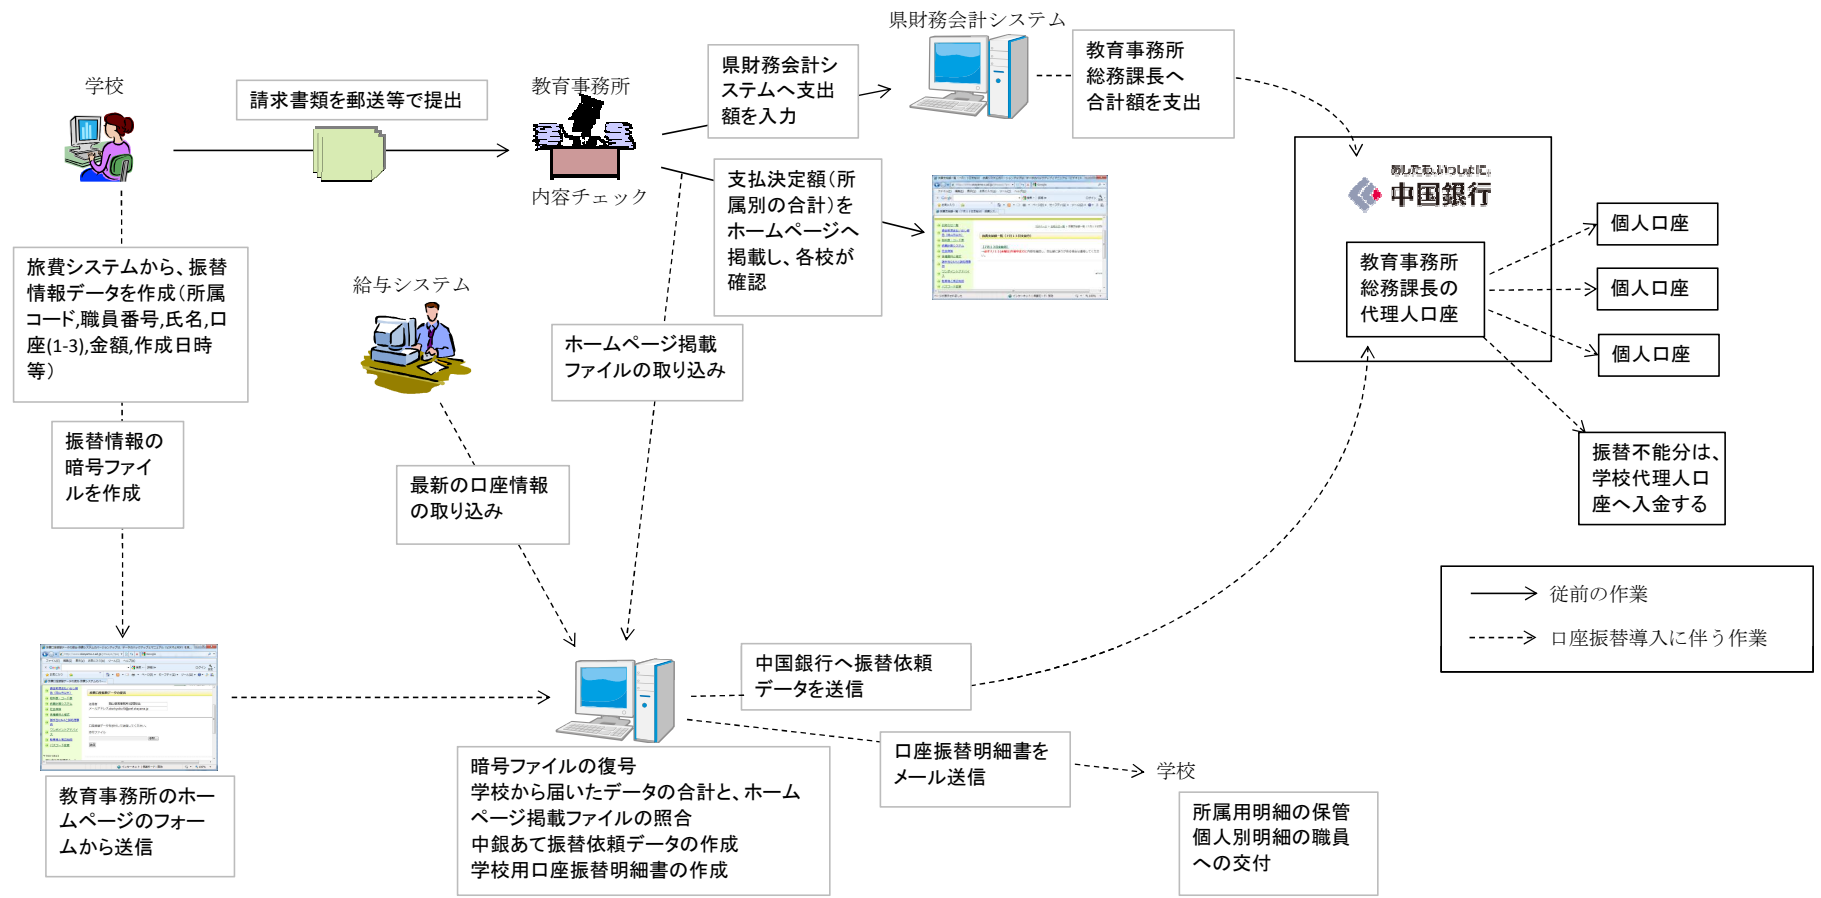 県財務会計システム
学校
請求書類を郵送等で提出
教育事務所
内容チェック
県財務会計シ
ステムへ支出
額を入力
教育事務所
総務課長へ
合計額を支出
支払決定額(所
属別の合計)を
ホームページへ
掲載し、各校が
確認
あしたも、いっしょに。
中国銀行
教育事務所
総務課長の
代理人口座
個人口座
個人口座
個人口座
振替不能分は、
学校代理人口
座へ入金する
旅費システムから、振替
情報データを作成(所属
コード,職員番号,氏名,口
座(1-3),金額,作成日時
等)
給与システム
ホームページ掲載
ファイルの取り込み
振替情報の
暗号ファイ
ルを作成
最新の口座情報
の取り込み
従前の作業
口座振替導入に伴う作業
中国銀行へ振替依頼
データを送信
口座振替明細書を
メール送信
学校
所属用明細の保管
個人別明細の職員
への交付
教育事務所のホー
ムページのフォー
ムから送信
暗号ファイルの復号
学校から届いたデータの合計と、ホーム
ページ掲載ファイルの照合
中銀あて振替依頼データの作成
学校用口座振替明細書の作成